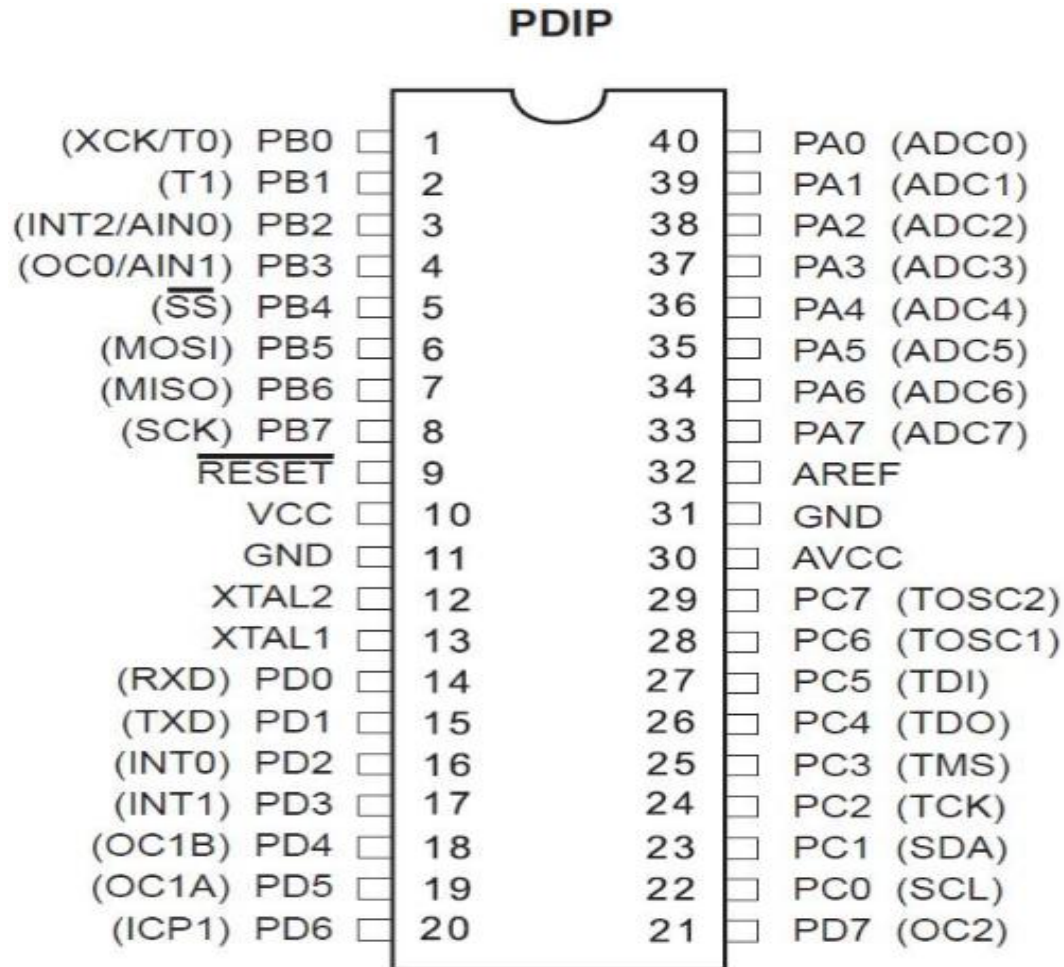 PDIP
(XCK/T0) PB0 1 40 PA0 (ADC0)
(T1) PB1 2 39 PA1 (ADC1)
(INT2/AIN0) PB2 3 38 PA2 (ADC2)
(OC0/AIN1) PB3 4 37 PA3 (ADC3)
(SS) PB4 5 36 PA4 (ADC4)
(MOSI) PB5 6 35 PA5 (ADC5)
(MISO) PB6 7 34 PA6 (ADC6)
(SCK) PB7 8 33 PA7 (ADC7)
RESET 9 32 AREF
VCC 10 31 GND
GND 11 30 AVCC
XTAL2 12 29 PC7 (TOSC2)
XTAL1 13 28 PC6 (TOSC1)
(RXD) PD0 14 27 PC5 (TDI)
(TXD) PD1 15 26 PC4 (TDO)
(INT0) PD2 16 25 PC3 (TMS)
(INT1) PD3 17 24 PC2 (TCK)
(OC1B) PD4 18 23 PC1 (SDA)
(OC1A) PD5 19 22 PC0 (SCL)
(ICP1) PD6 20 21 PD7 (OC2)